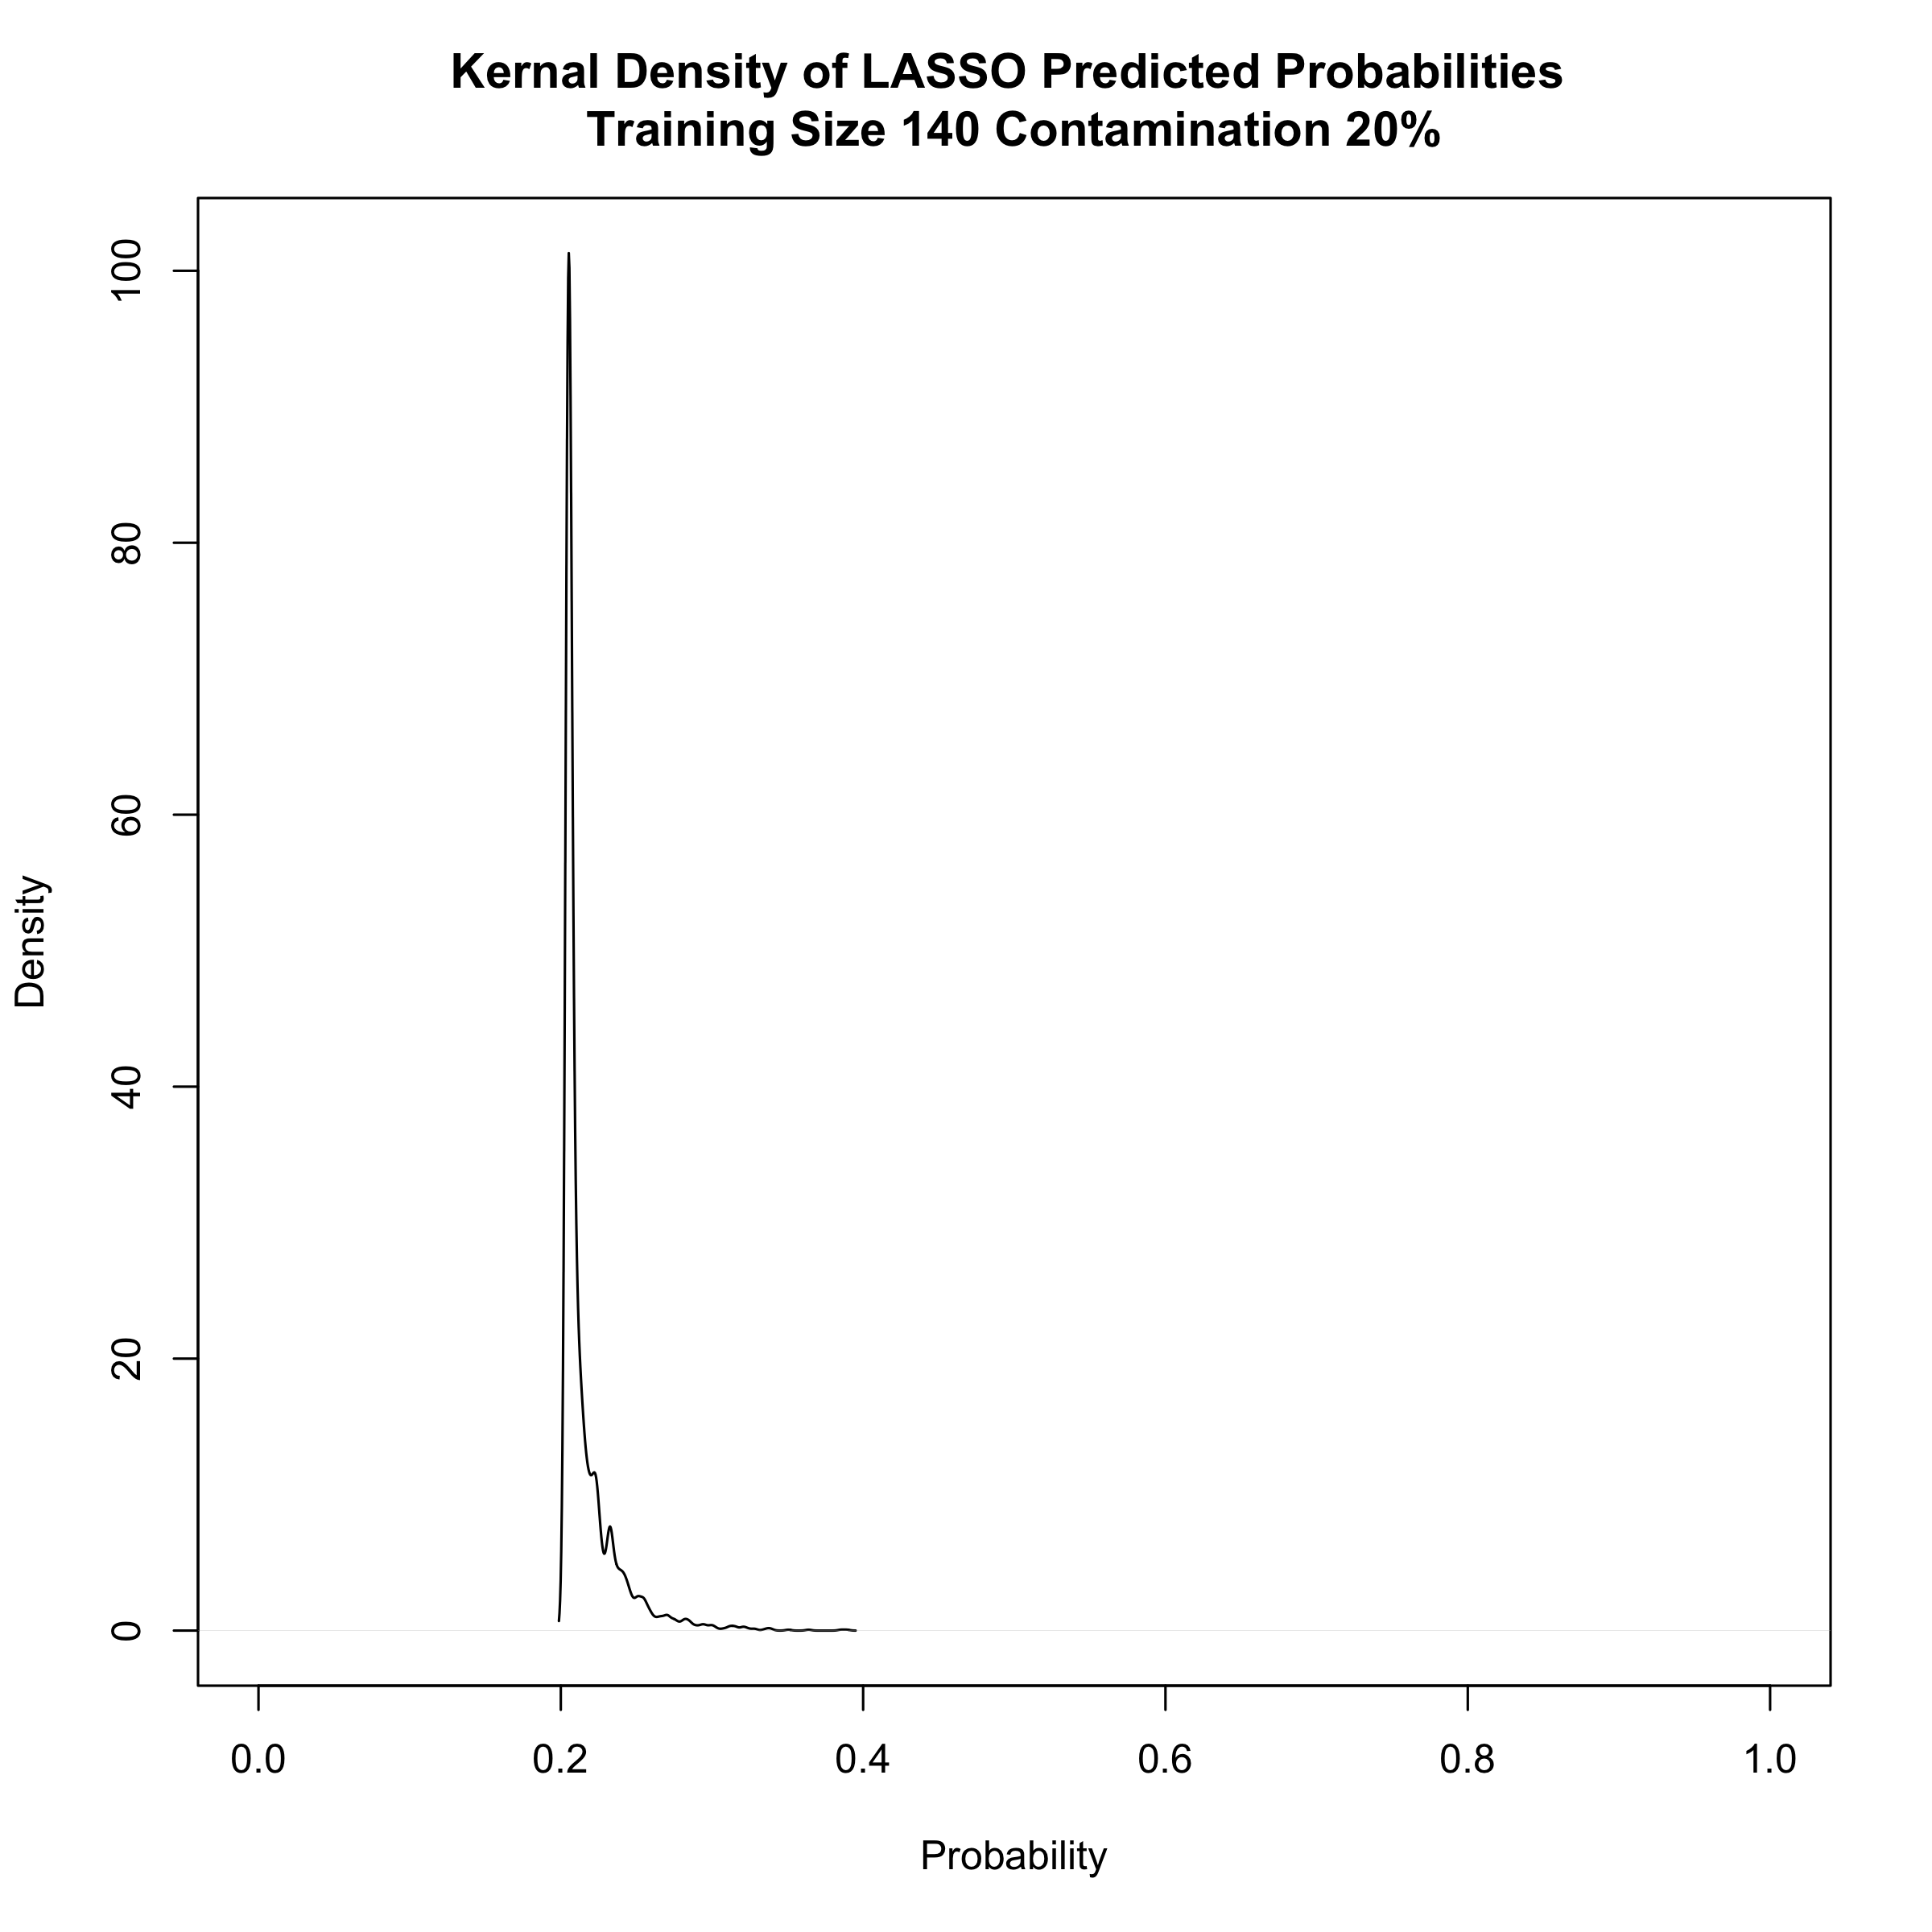 Kernal Density of LASSO Predicted Probabilities
Training Size 140 Contamination 20%
Density
100
80
60
40
20
0
0.0 0.2 0.4 0.6 0.8 1.0
Probability